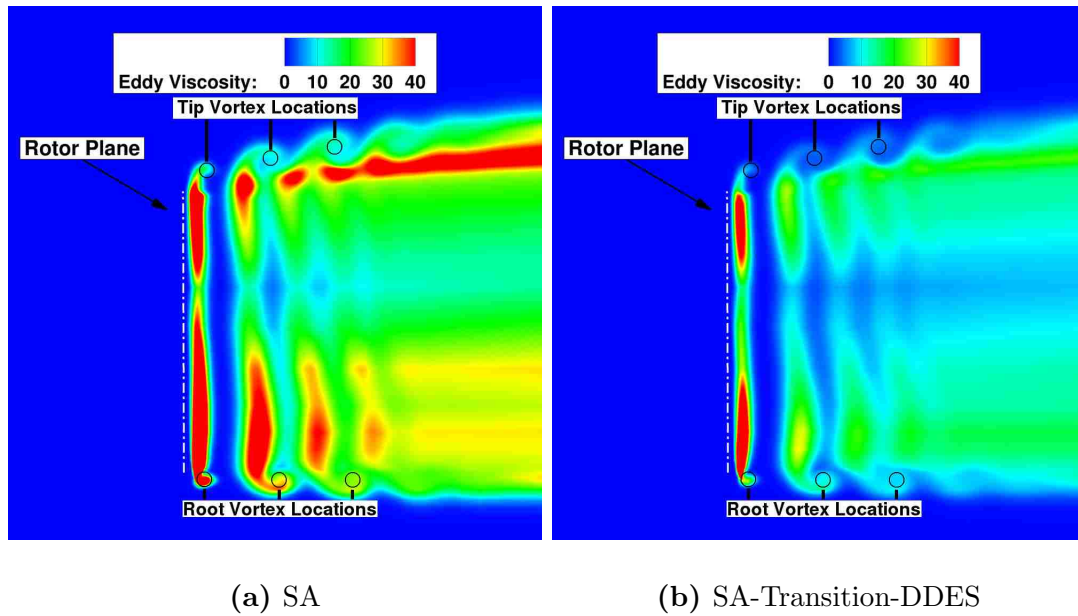 Eddy Viscosity: 0 10 20 30 40
Tip Vortex Locations
Rotor Plane
Root Vortex Locations
(a) SA
Eddy Viscosity: 0 10 20 30 40
Tip Vortex Locations
Rotor Plane
Root Vortex Locations
(b) SA-Transition-DDES